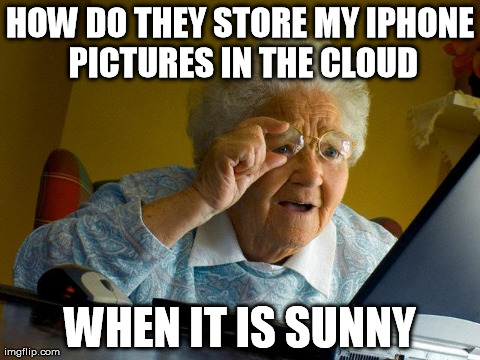 HOW DO THEY STORE MY IPHONE
PICTURES IN THE CLOUD
WHEN IT IS SUNNY
imgflip.com